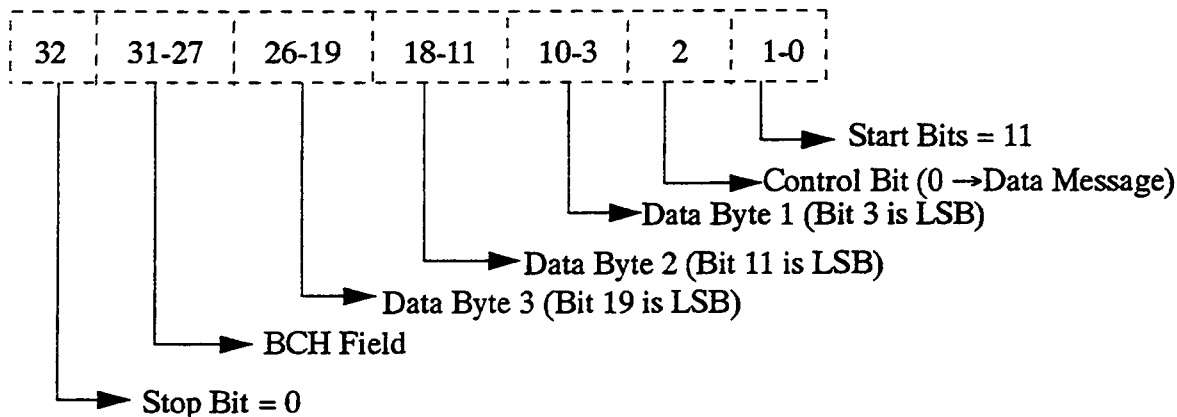 32 31-27 26-19 18-11 10-3 2 1-0
Start Bits = 11
Control Bit (0 →Data Message)
Data Byte 1 (Bit 3 is LSB)
Data Byte 2 (Bit 11 is LSB)
Data Byte 3 (Bit 19 is LSB)
BCH Field
Stop Bit = 0